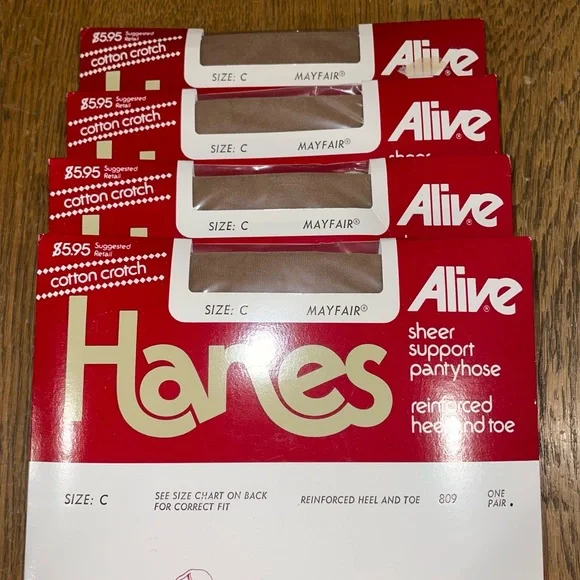 $5.95 Suggested Retail
cotton crotch
SIZE: C MAYFAIR®
Alive
$5.95 Suggested Retail
cotton crotch
SIZE: C MAYFAIR®
Alive®
sheer
$5.95 Suggested Retail
cotton crotch
SIZE: C MAYFAIR®
Alive®
$5.95 Suggested Retail
cotton crotch
SIZE: C MAYFAIR®
Alive®
Hanes
sheer
support
pantyhose
reinforced
heel and toe
SIZE: C
SEE SIZE CHART ON BACK
FOR CORRECT FIT
REINFORCED HEEL AND TOE 809
ONE
PAIR.